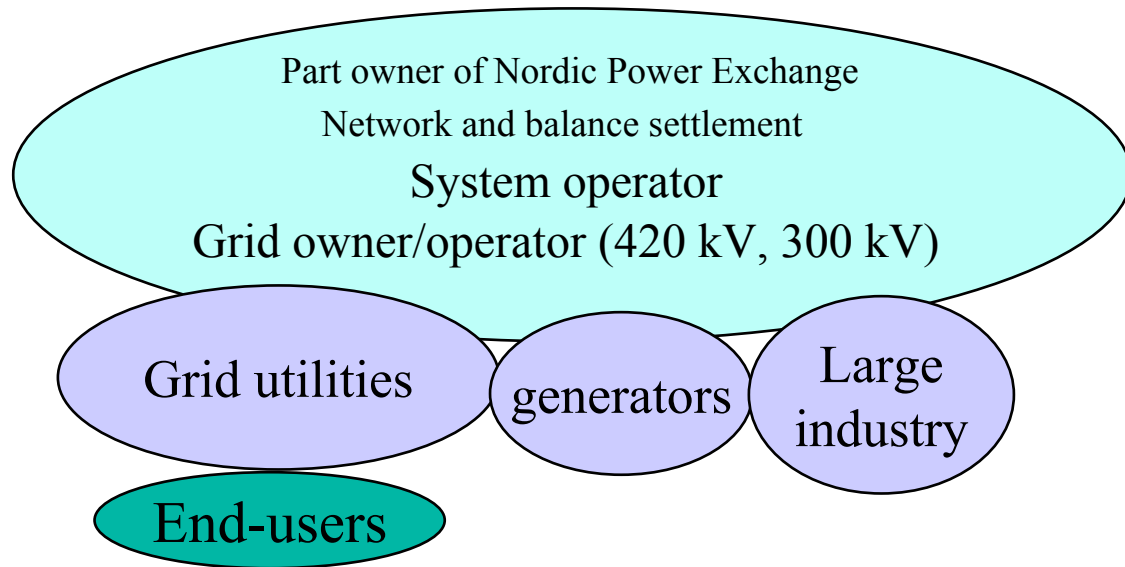 Part owner of Nordic Power Exchange
Network and balance settlement
System operator
Grid owner/operator (420 kV, 300 kV)
Grid utilities
generators
Large
industry
End-users